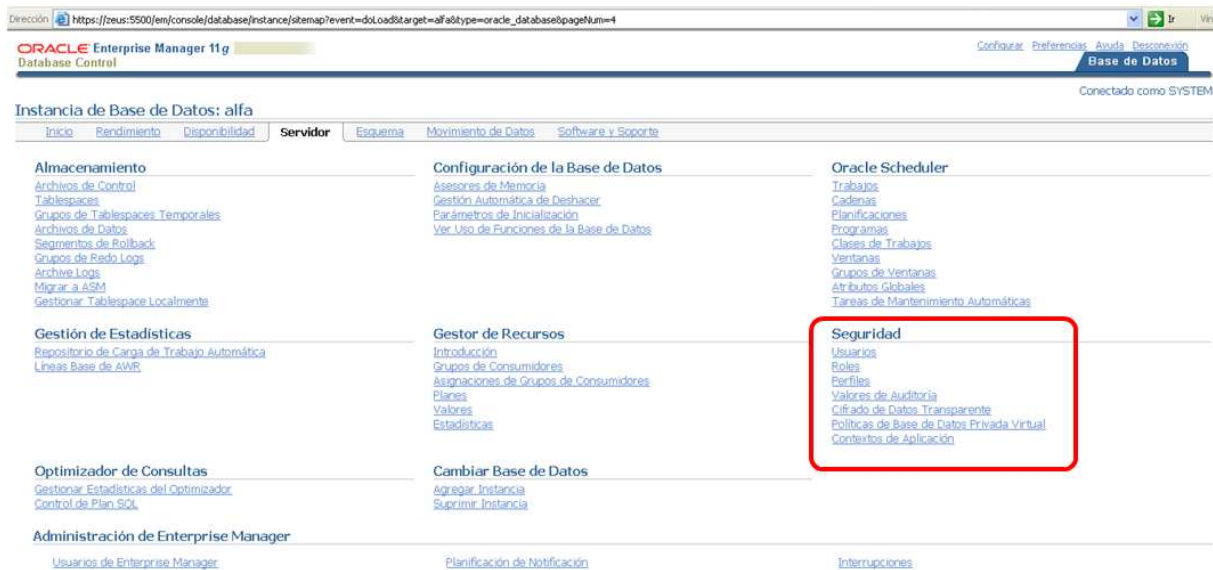 Dirección https://zeus:5500/em/console/database/instance/sitemap?event=doLoad&target=alfa&type=oracle_database&pageNum=4 Ir
ORACLE Enterprise Manager 11g
Database Control
Configurar Preferencias Ayuda Desconexión
Base de Datos
Conectado como SYSTEM
Instancia de Base de Datos: alfa
Inicio Rendimiento Disponibilidad Servidor Esquema Movimiento de Datos Software y Soporte
Almacenamiento
Archivos de Control
Tablespaces
Grupos de Tablespaces Temporales
Archivos de Datos
Segmentos de Rollback
Grupos de Redo Logs
Archive Logs
Migrar a ASM
Gestionar Tablespace Localmente
Configuración de la Base de Datos
Asesores de Memoria
Gestión Automática de Deshacer
Parámetros de Inicialización
Ver Uso de Funciones de la Base de Datos
Oracle Scheduler
Trabajos
Cadenas
Planificaciones
Programas
Clases de Trabajos
Ventanas
Grupos de Ventanas
Atributos Globales
Tareas de Mantenimiento Automáticas
Gestión de Estadísticas
Repositorio de Carga de Trabajo Automática
Líneas Base de AWR
Gestor de Recursos
Introducción
Grupos de Consumidores
Asignaciones de Grupos de Consumidores
Planes
Valores
Estadísticas
Seguridad
Usuarios
Roles
Perfiles
Valores de Auditoría
Cifrado de Datos Transparente
Políticas de Base de Datos Privada Virtual
Contextos de Aplicación
Optimizador de Consultas
Gestionar Estadísticas del Optimizador
Control de Plan SQL
Cambiar Base de Datos
Agregar Instancia
Suprimir Instancia
Administración de Enterprise Manager
Usuarios de Enterprise Manager
Planificación de Notificación
Interrupciones